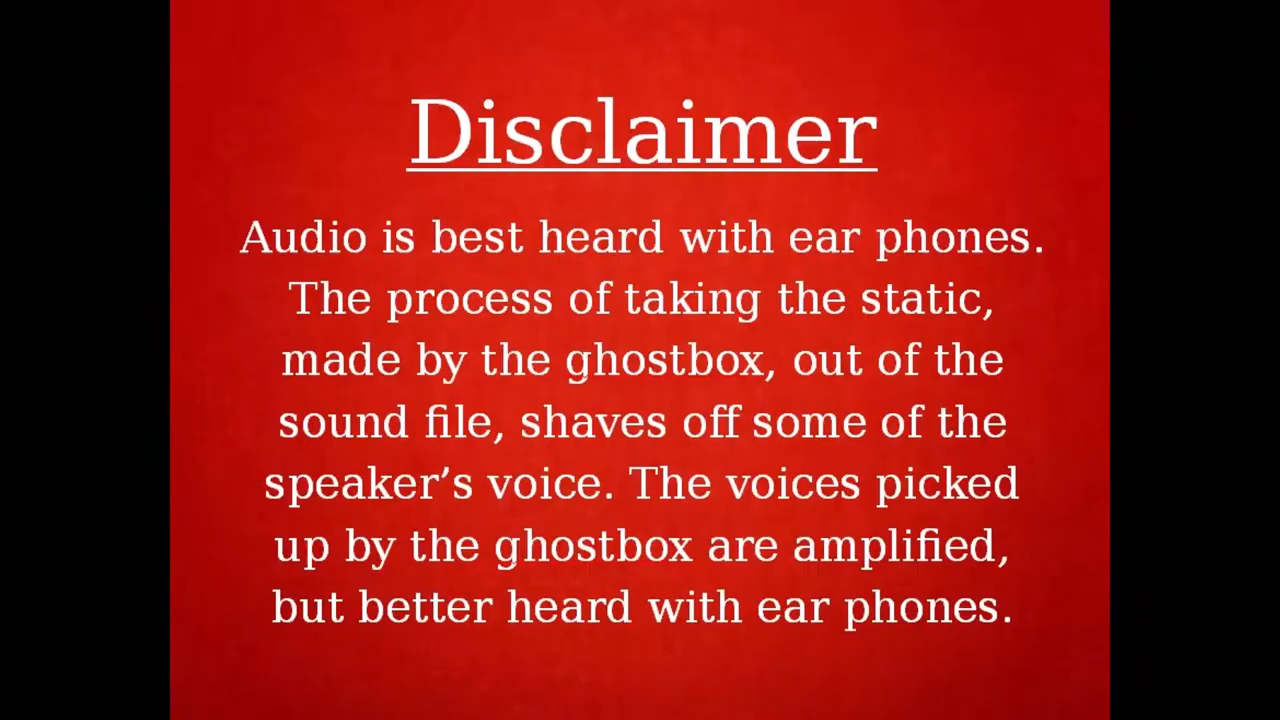 Disclaimer
Audio is best heard with ear phones.
The process of taking the static,
made by the ghostbox, out of the
sound file, shaves off some of the
speaker’s voice. The voices picked
up by the ghostbox are amplified,
but better heard with ear phones.